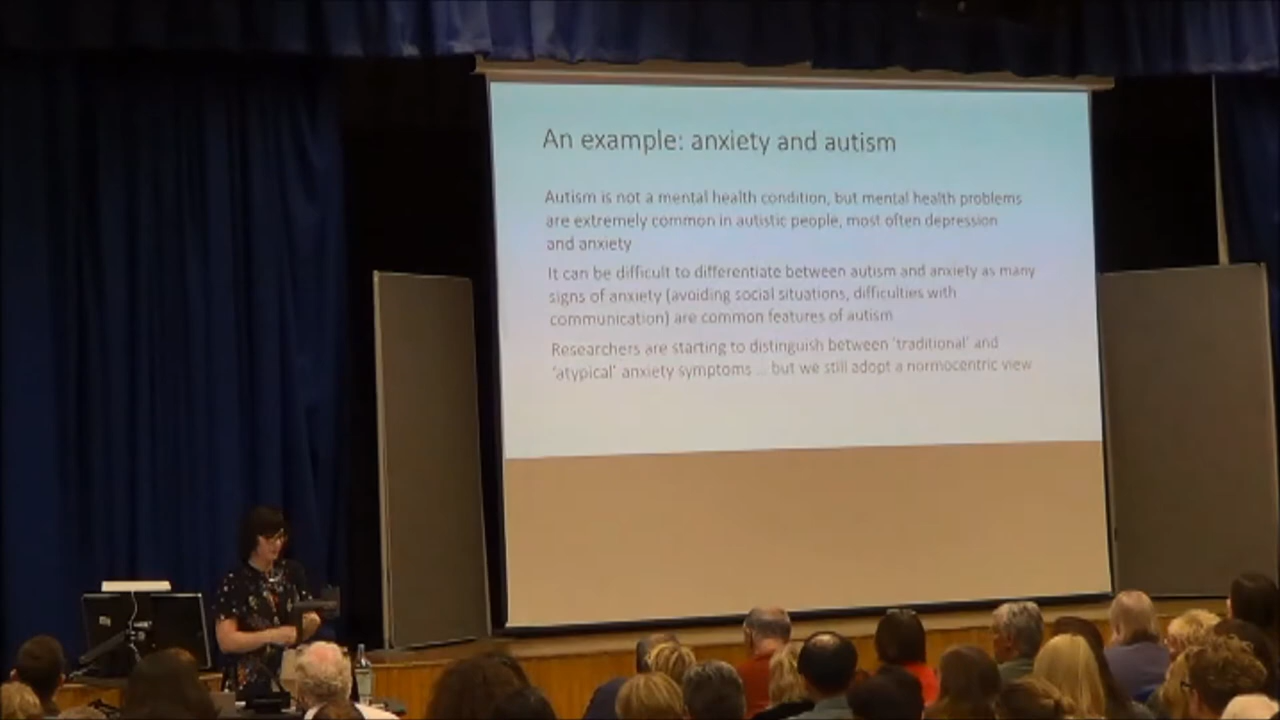 An example: anxiety and autism
Autism is not a mental health condition, but mental health problems
are extremely common in autistic people, most often depression
and anxiety
It can be difficult to differentiate between autism and anxiety as many
signs of anxiety (avoiding social situations, difficulties with
communication) are common features of autism
Researchers are starting to distinguish between 'traditional' and
'atypical' anxiety symptoms ... but we still adopt a normocentric view